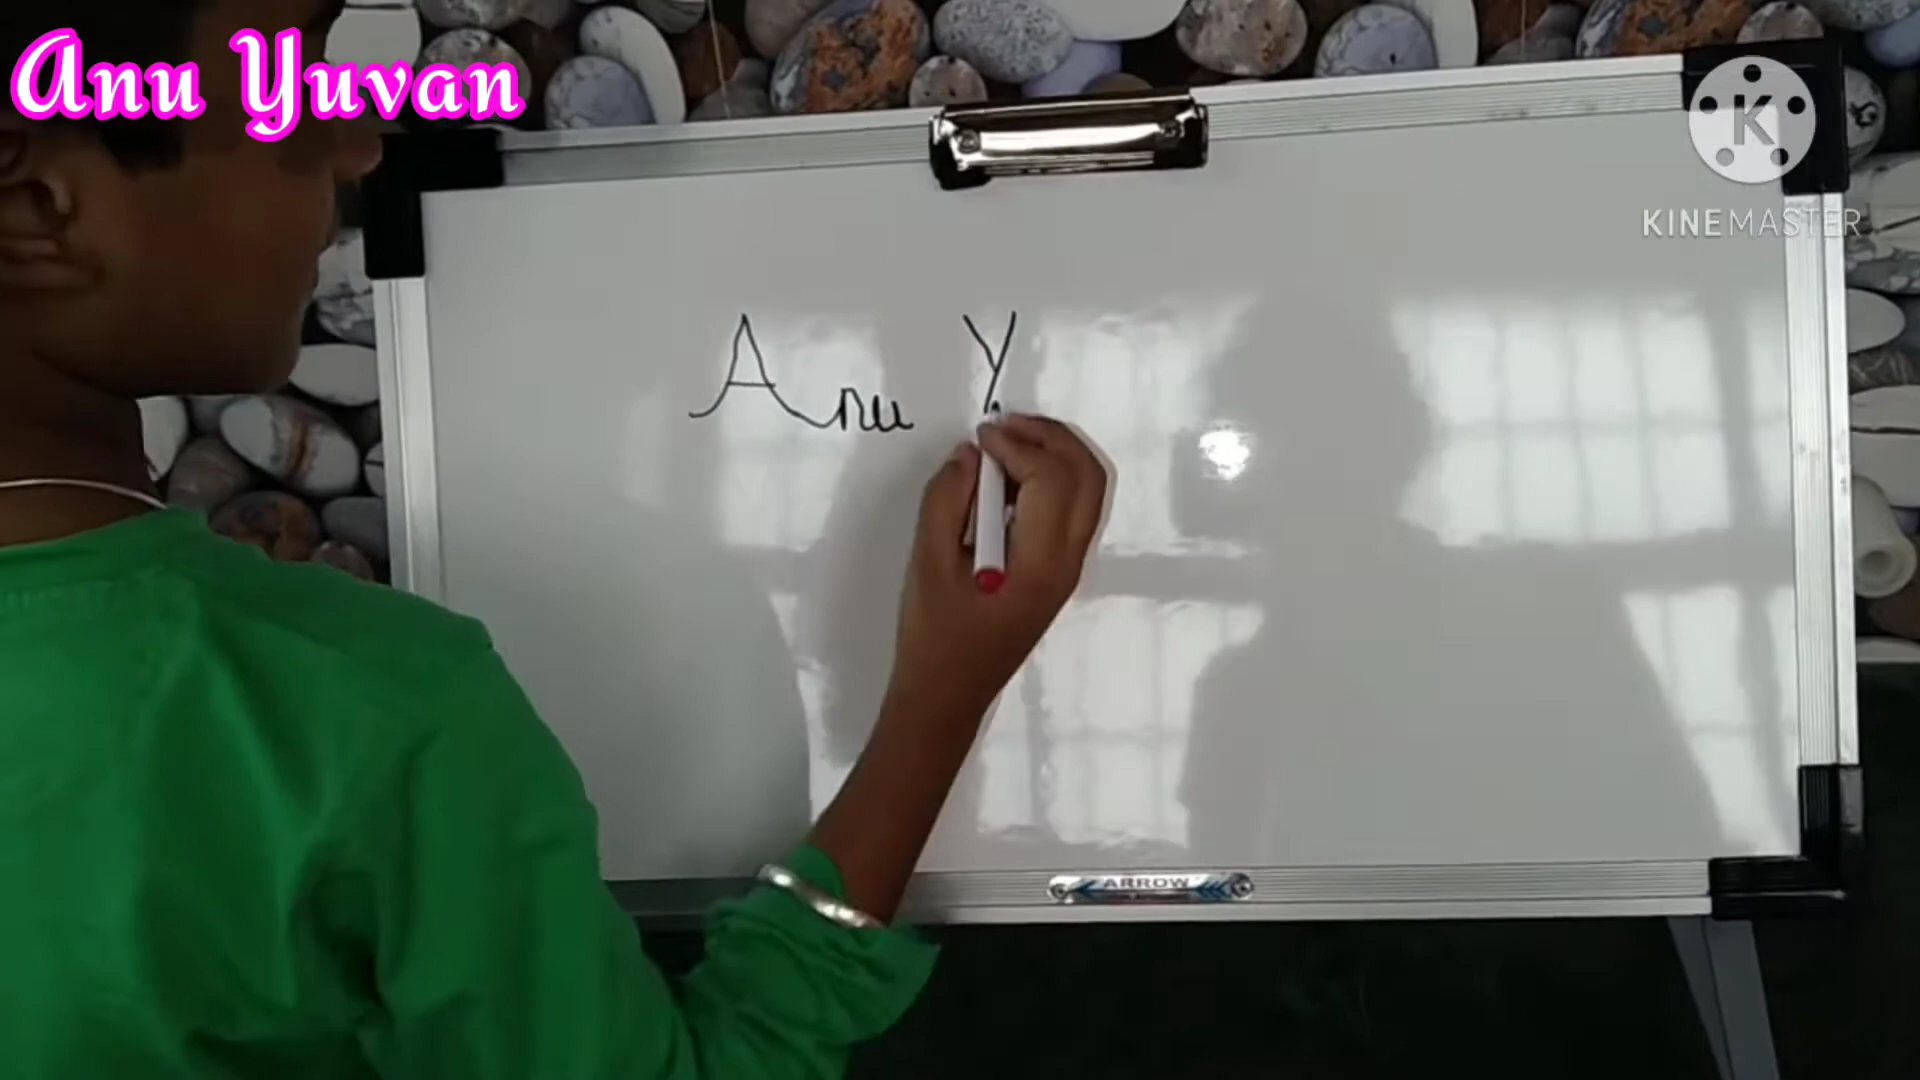 Anu Yuvan
K
KINEMASTER
Anu Y
ARROW